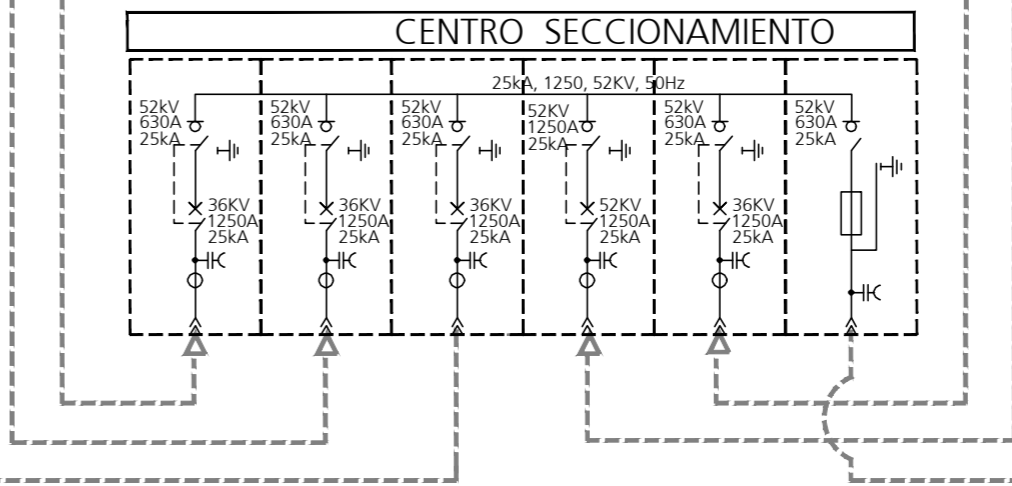 CENTRO SECCIONAMIENTO
25kA, 1250, 52KV, 50Hz
52kV
630A
25kA
52kV
630A
25kA
52kV
630A
25kA
52KV
1250A
25kA
52kV
630A
25kA
52kV
630A
25kA
36KV
1250A
25kA
36KV
1250A
25kA
36KV
1250A
25kA
52KV
1250A
25kA
36KV
1250A
25kA